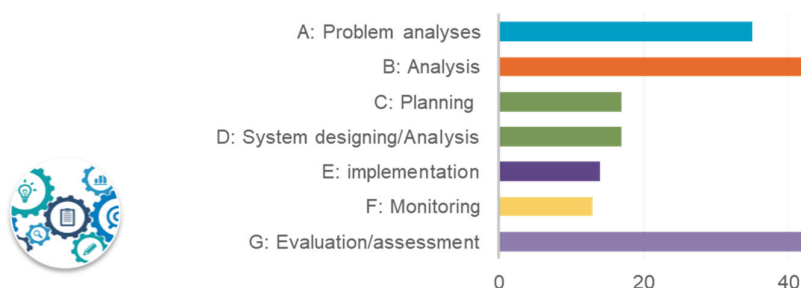 A: Problem analyses
B: Analysis
C: Planning
D: System designing/Analysis
E: implementation
F: Monitoring
G: Evaluation/assessment
0 20 40